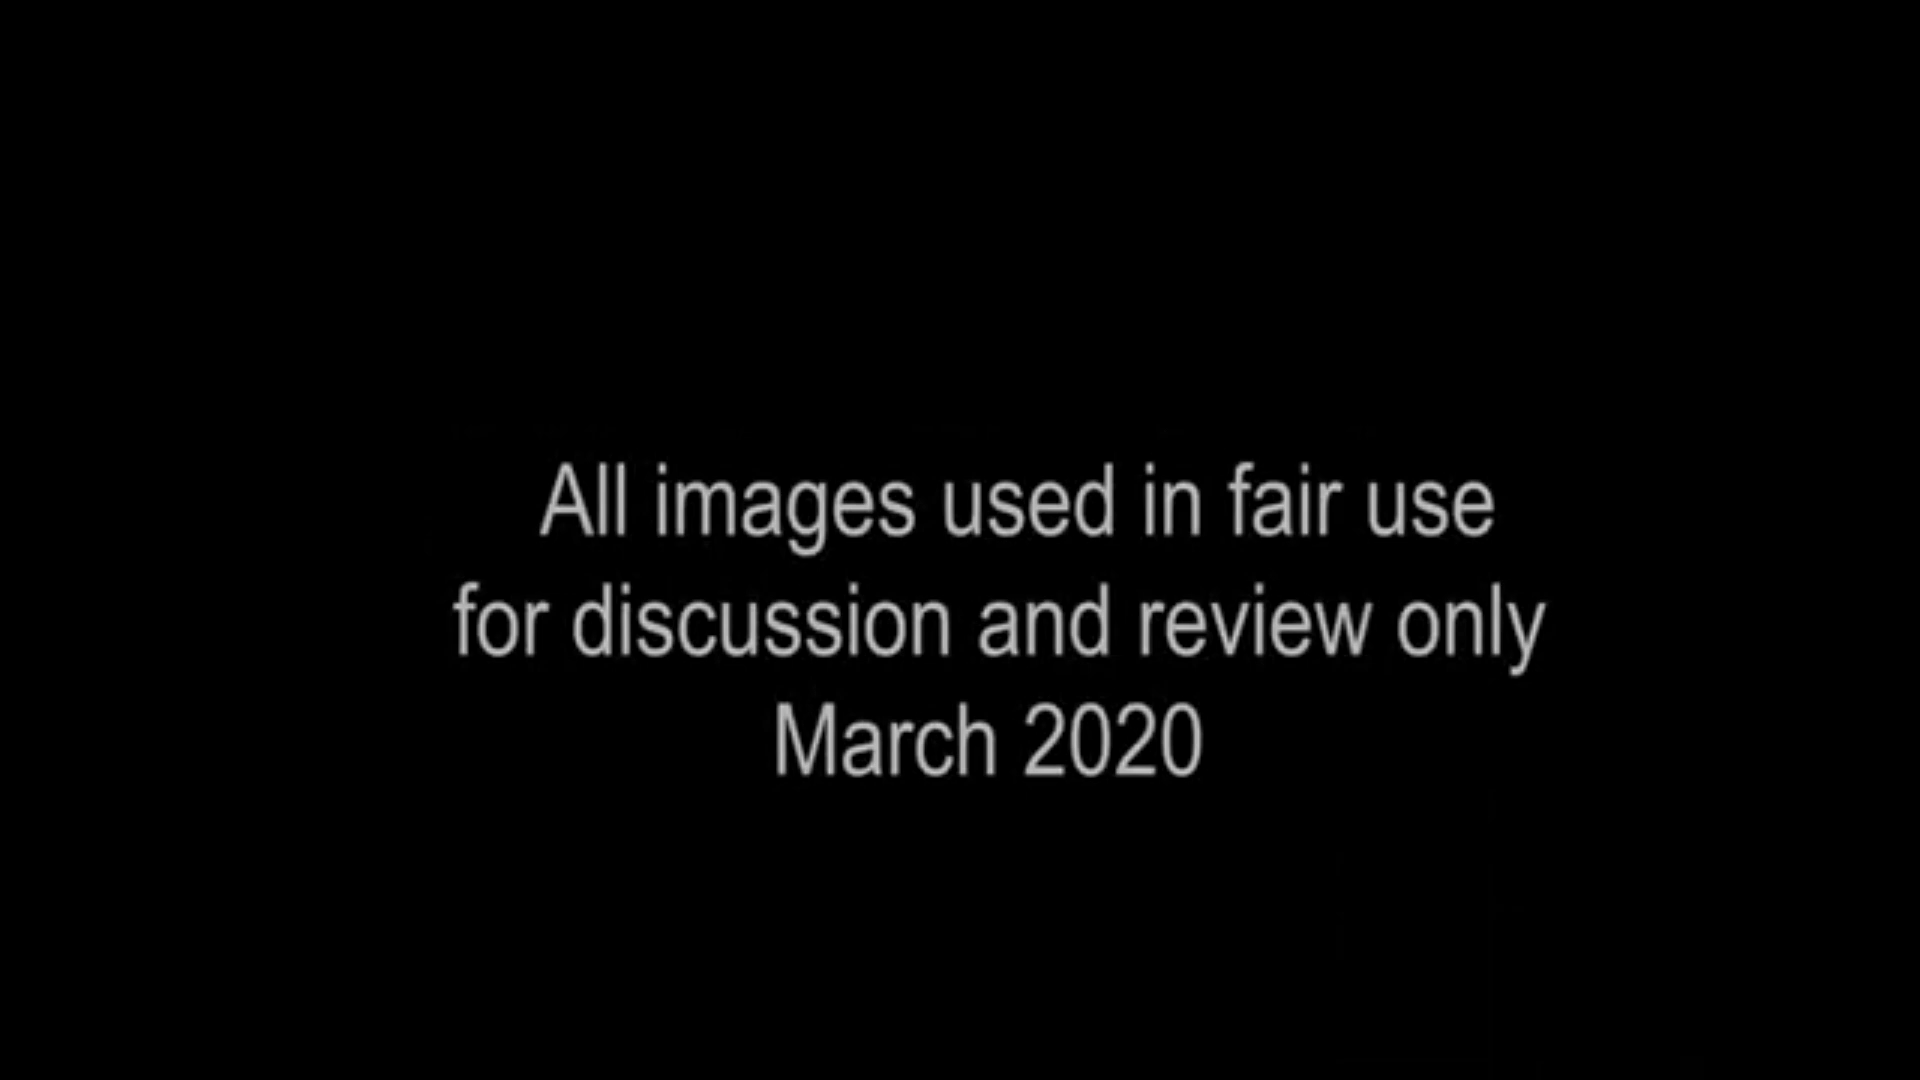 All images used in fair use
for discussion and review only
March 2020